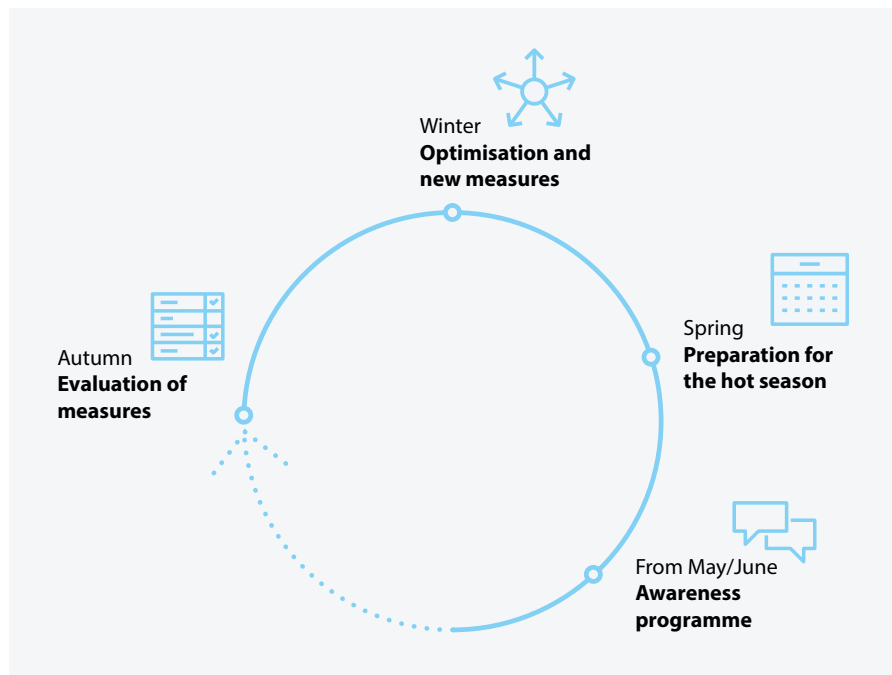 Winter
Optimisation and
new measures
Spring
Preparation for
the hot season
Autumn
Evaluation of
measures
From May/June
Awareness
programme